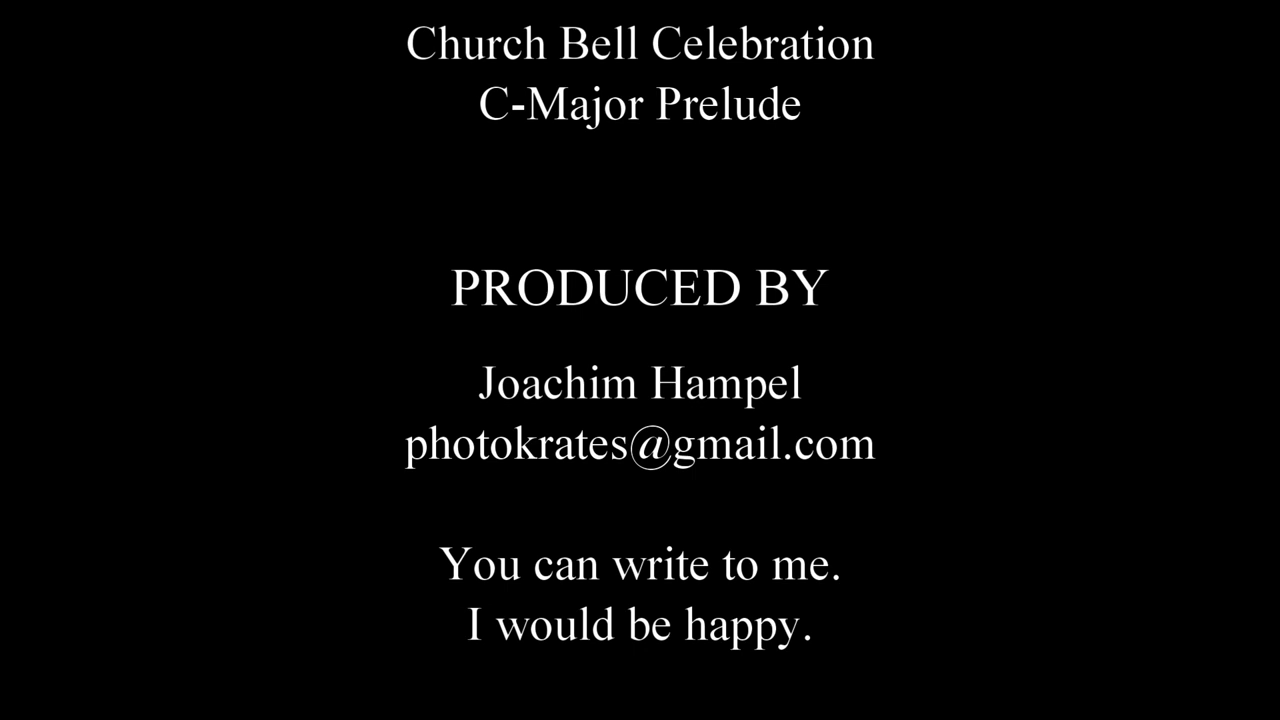 Church Bell Celebration
C-Major Prelude
PRODUCED BY
Joachim Hampel
photokrates@gmail.com
You can write to me.
I would be happy.